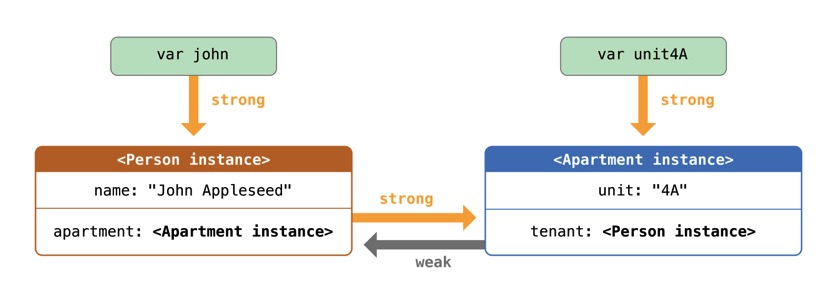 var john
var unit4A
strong
strong
<Person instance>
<Apartment instance>
name: "John Appleseed"
unit: "4A"
strong
apartment: <Apartment instance>
tenant: <Person instance>
weak